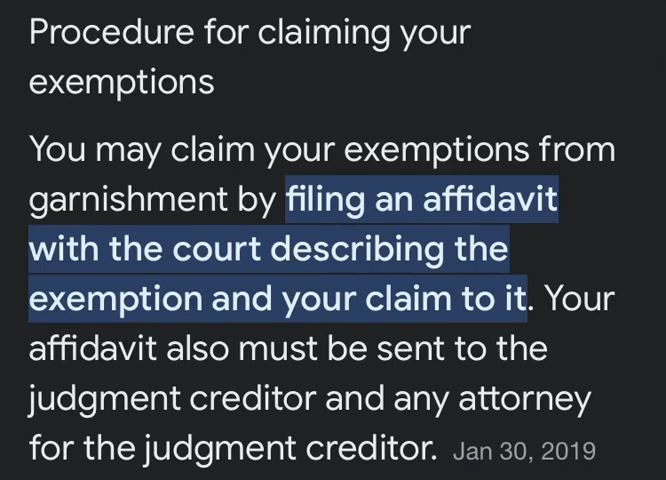 Procedure for claiming your
exemptions
You may claim your exemptions from
garnishment by filing an affidavit
with the court describing the
exemption and your claim to it. Your
affidavit also must be sent to the
judgment creditor and any attorney
for the judgment creditor. Jan 30, 2019